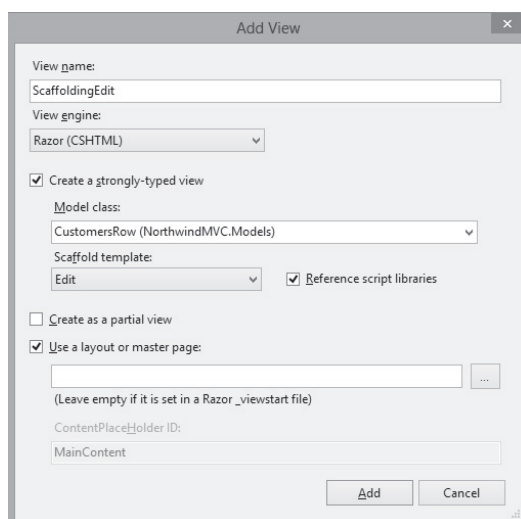 Add View
×
View name:
ScaffoldingEdit
View engine:
Razor (CSHTML)
Create a strongly-typed view
Model class:
CustomersRow (NorthwindMVC.Models)
Scaffold template:
Edit
Reference script libraries
Create as a partial view
Use a layout or master page:
...
(Leave empty if it is set in a Razor _viewstart file)
ContentPlaceHolder ID:
MainContent
Add Cancel